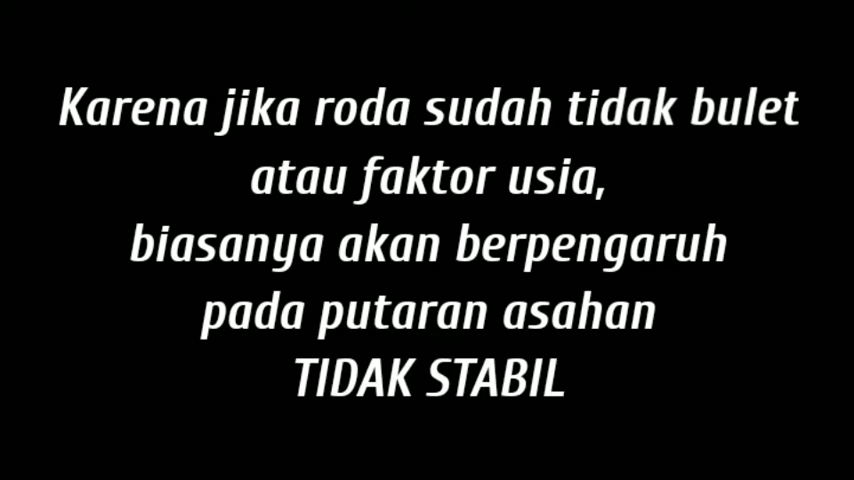 Karena jika roda sudah tidak bulet
atau faktor usia,
biasanya akan berpengaruh
pada putaran asahan
TIDAK STABIL